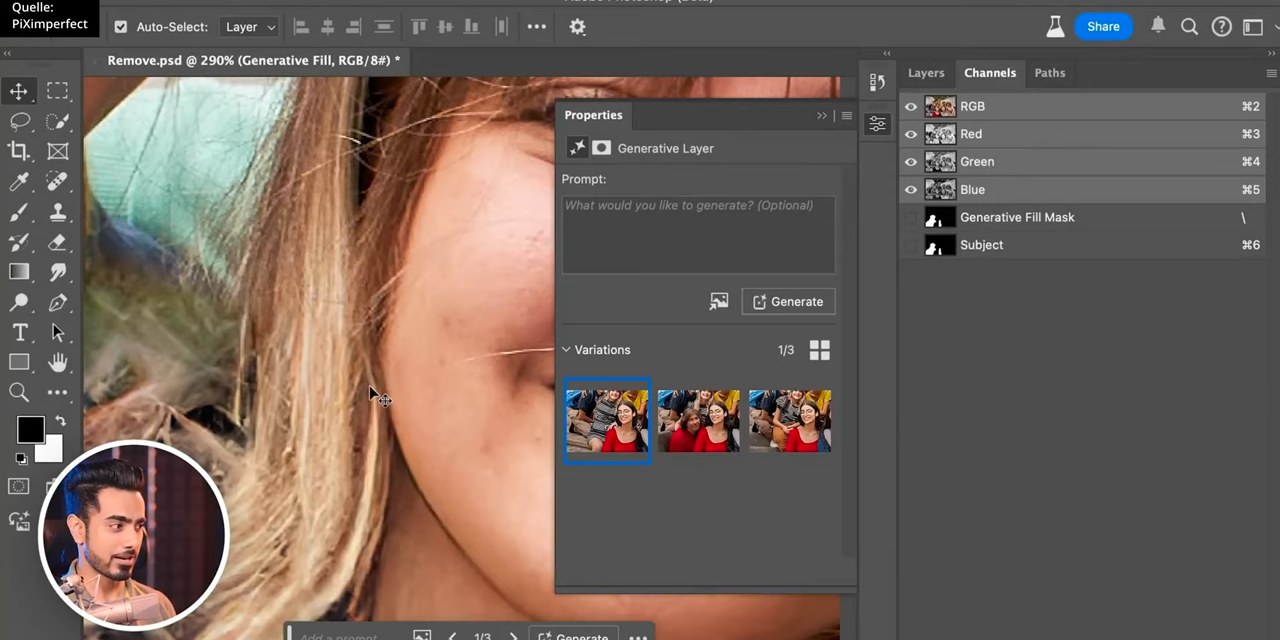 Quelle:
PiXimperfect
Auto-Select:
Layer
Share
Remove.psd @ 290% (Generative Fill, RGB/8#) *
Properties
Generative Layer
Prompt:
What would you like to generate? (Optional)
Generate
Variations
1/3
Layers
Channels
Paths
RGB
⌘2
Red
⌘3
Green
⌘4
Blue
⌘5
Generative Fill Mask
\
Subject
⌘6
Add a prompt
1/3
Generate